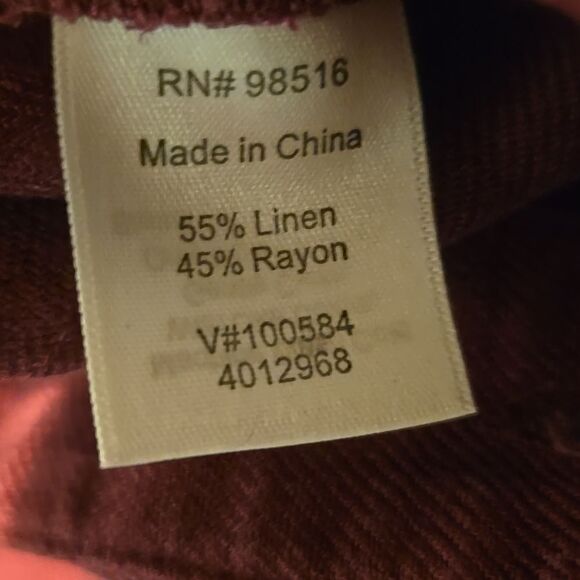 RN# 98516
Made in China
55% Linen
45% Rayon
V#100584
4012968